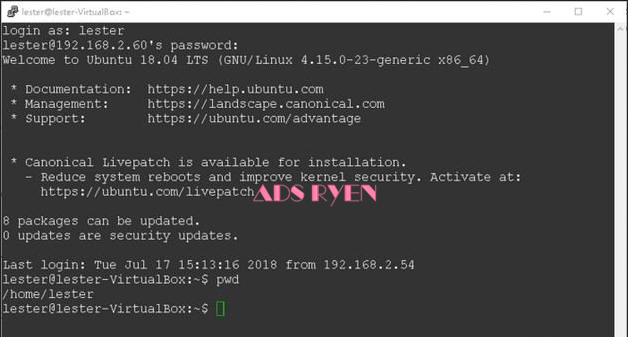 lester@lester-VirtualBox: ~
login as: lester
lester@192.168.2.60's password:
Welcome to Ubuntu 18.04 LTS (GNU/Linux 4.15.0-23-generic x86_64)
* Documentation:  https://help.ubuntu.com
* Management:     https://landscape.canonical.com
* Support:        https://ubuntu.com/advantage
* Canonical Livepatch is available for installation.
- Reduce system reboots and improve kernel security. Activate at:
https://ubuntu.com/livepatch
ADS RYEN
8 packages can be updated.
0 updates are security updates.
Last login: Tue Jul 17 15:13:16 2018 from 192.168.2.54
lester@lester-VirtualBox:~$ pwd
/home/lester
lester@lester-VirtualBox:~$